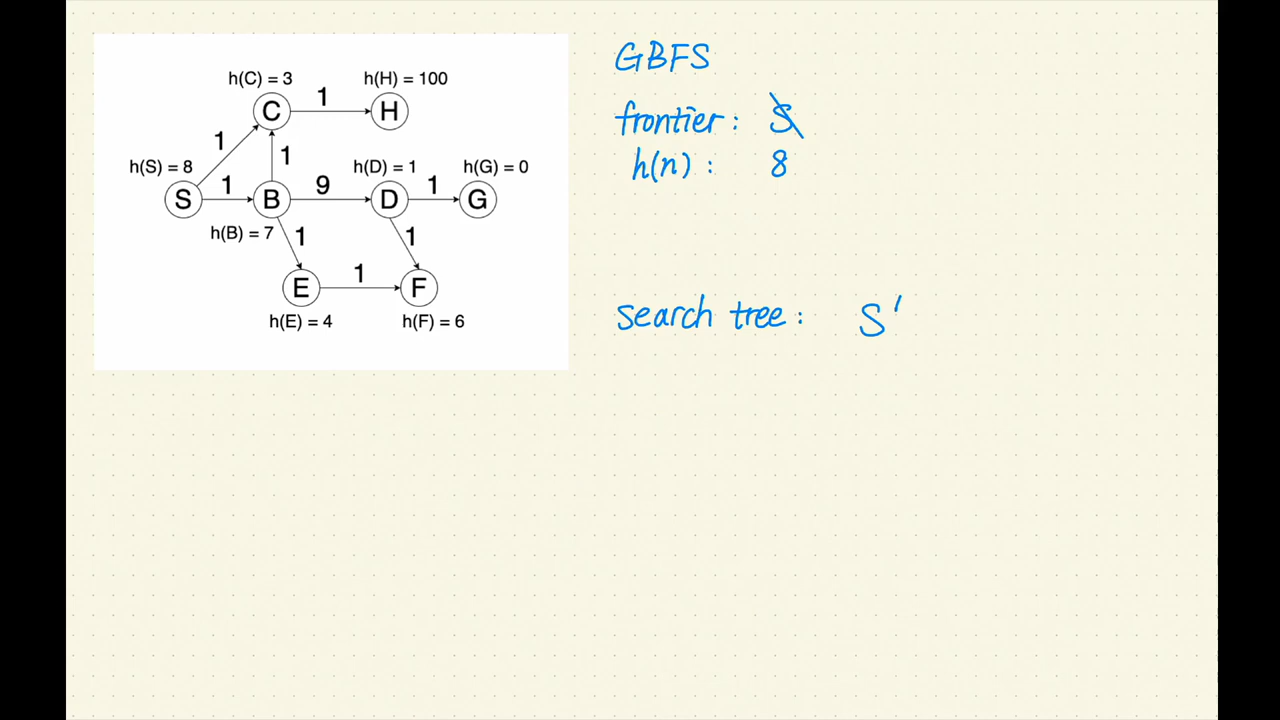 GBFS
frontier: S
h(n): 8
h(C) = 3
h(H) = 100
C
1
H
1
1
h(S) = 8
h(D) = 1
h(G) = 0
S
1
B
9
D
1
G
h(B) = 7
1
1
E
1
F
h(E) = 4
h(F) = 6
search tree: S'